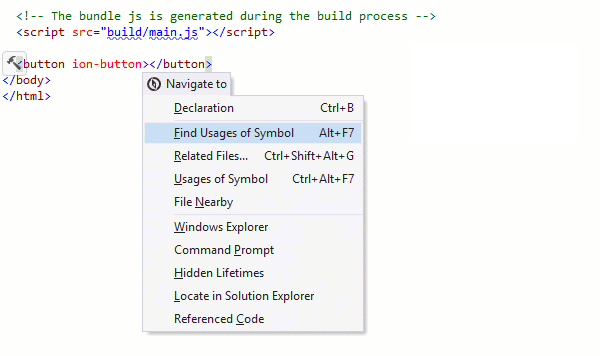 <!-- The bundle js is generated during the build process -->
<script src="build/main.js"></script>
<button ion-button></button>
</body>
</html>
Navigate to
Declaration Ctrl+B
Find Usages of Symbol Alt+F7
Related Files... Ctrl+Shift+Alt+G
Usages of Symbol Ctrl+Alt+F7
File Nearby
Windows Explorer
Command Prompt
Hidden Lifetimes
Locate in Solution Explorer
Referenced Code